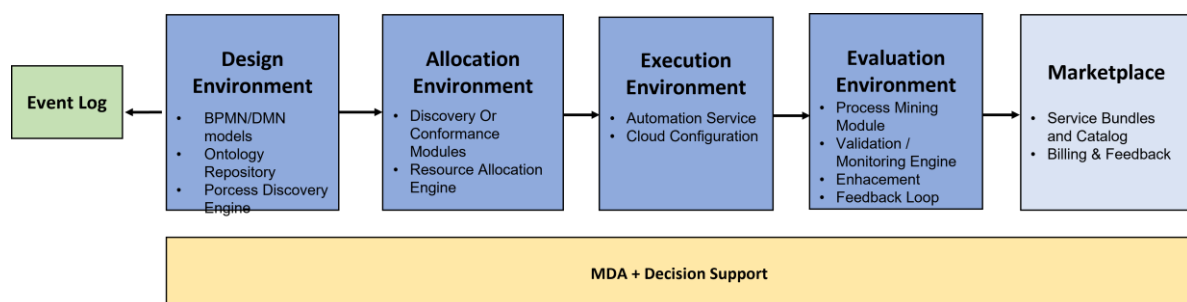 Event Log
Design
Environment
• BPMN/DMN
models
• Ontology
Repository
• Porcess Discovery
Engine
Allocation
Environment
• Discovery Or
Conformance
Modules
• Resource Allocation
Engine
Execution
Environment
• Automation Service
• Cloud Configuration
Evaluation
Environment
• Process Mining
Module
• Validation /
Monitoring Engine
• Enhacement
• Feedback Loop
Marketplace
• Service Bundles
and Catalog
• Billing & Feedback
MDA + Decision Support